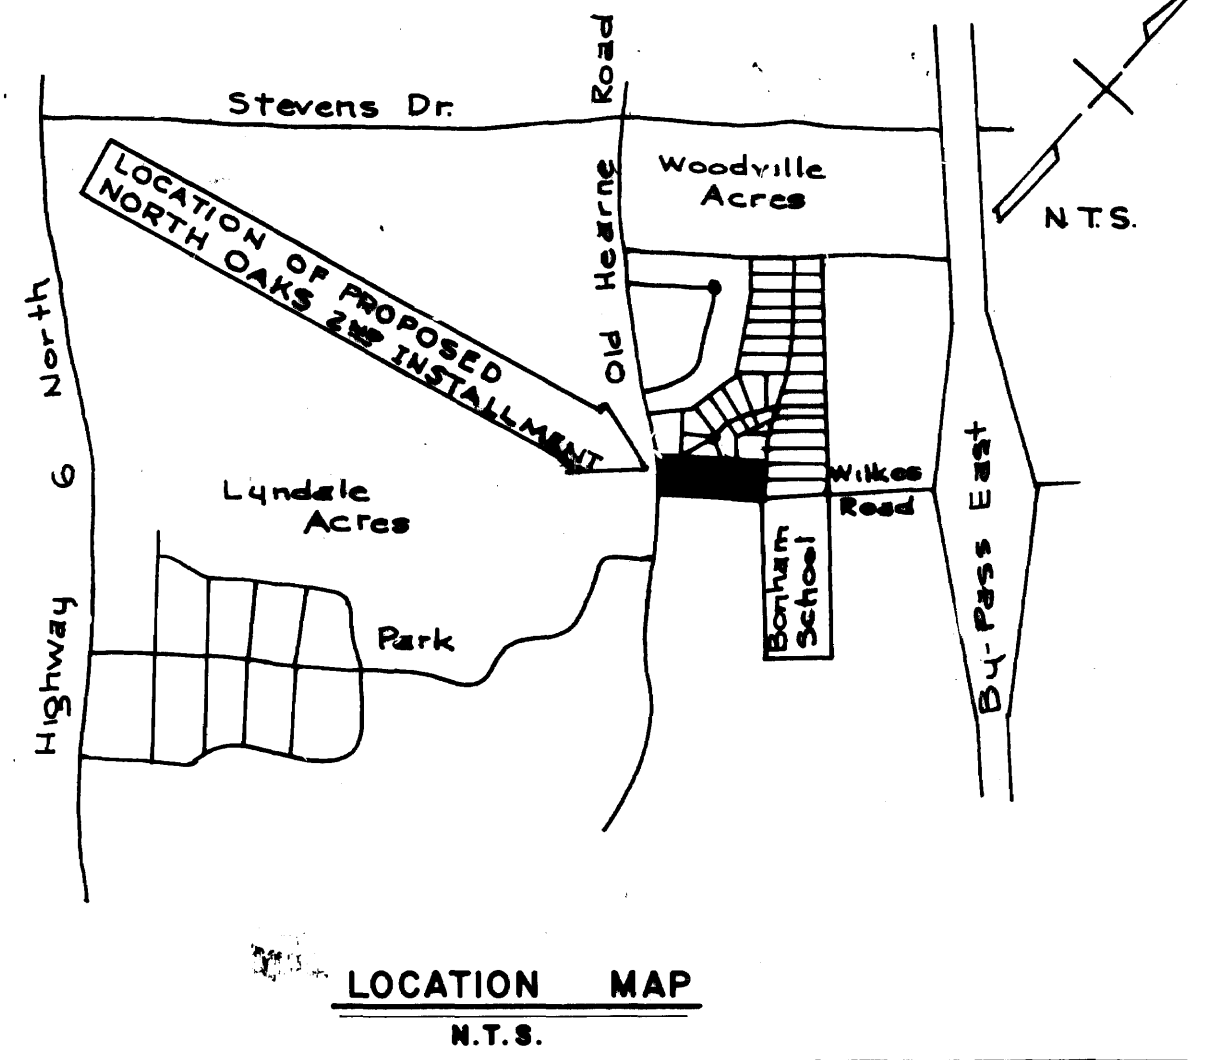 Stevens Dr.
Old Hearne Road
Woodville
Acres
N.T.S.
LOCATION OF PROPOSED
NORTH OAKS 2ND INSTALLMENT
Highway 6 North
Lyndale
Acres
Wilkes
Road
By-Pass East
Bonham
School
Park
LOCATION MAP
N.T.S.